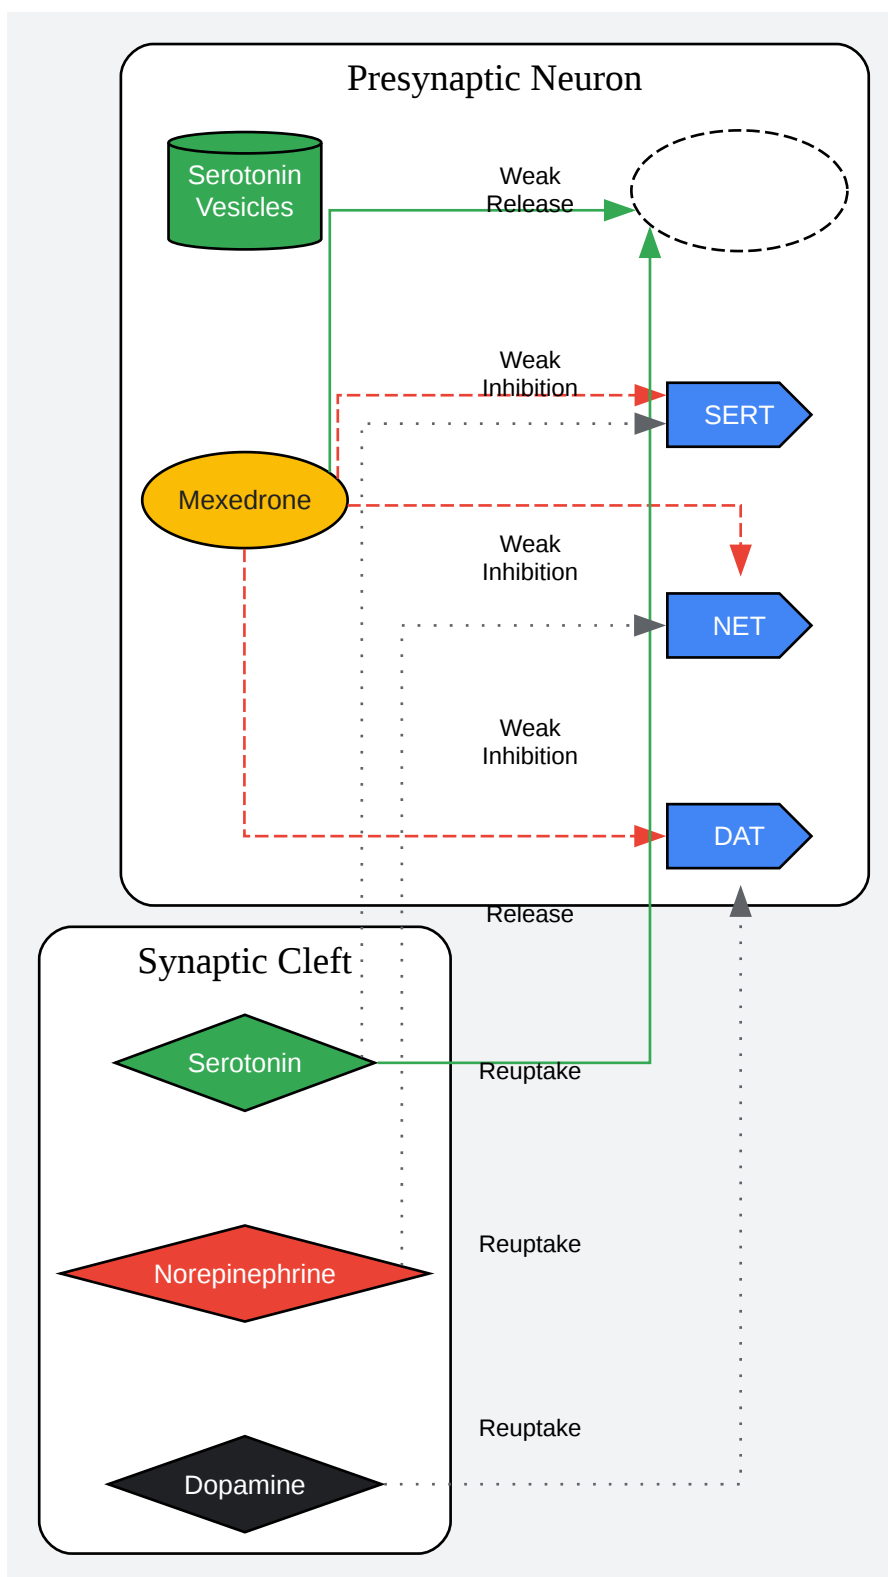 Presynaptic Neuron
Serotonin
Vesicles
Weak
Release
Weak
Inhibition
SERT
Mexedrone
Weak
Inhibition
NET
Weak
Inhibition
DAT
Release
Synaptic Cleft
Serotonin
Reuptake
Norepinephrine
Reuptake
Reuptake
Dopamine